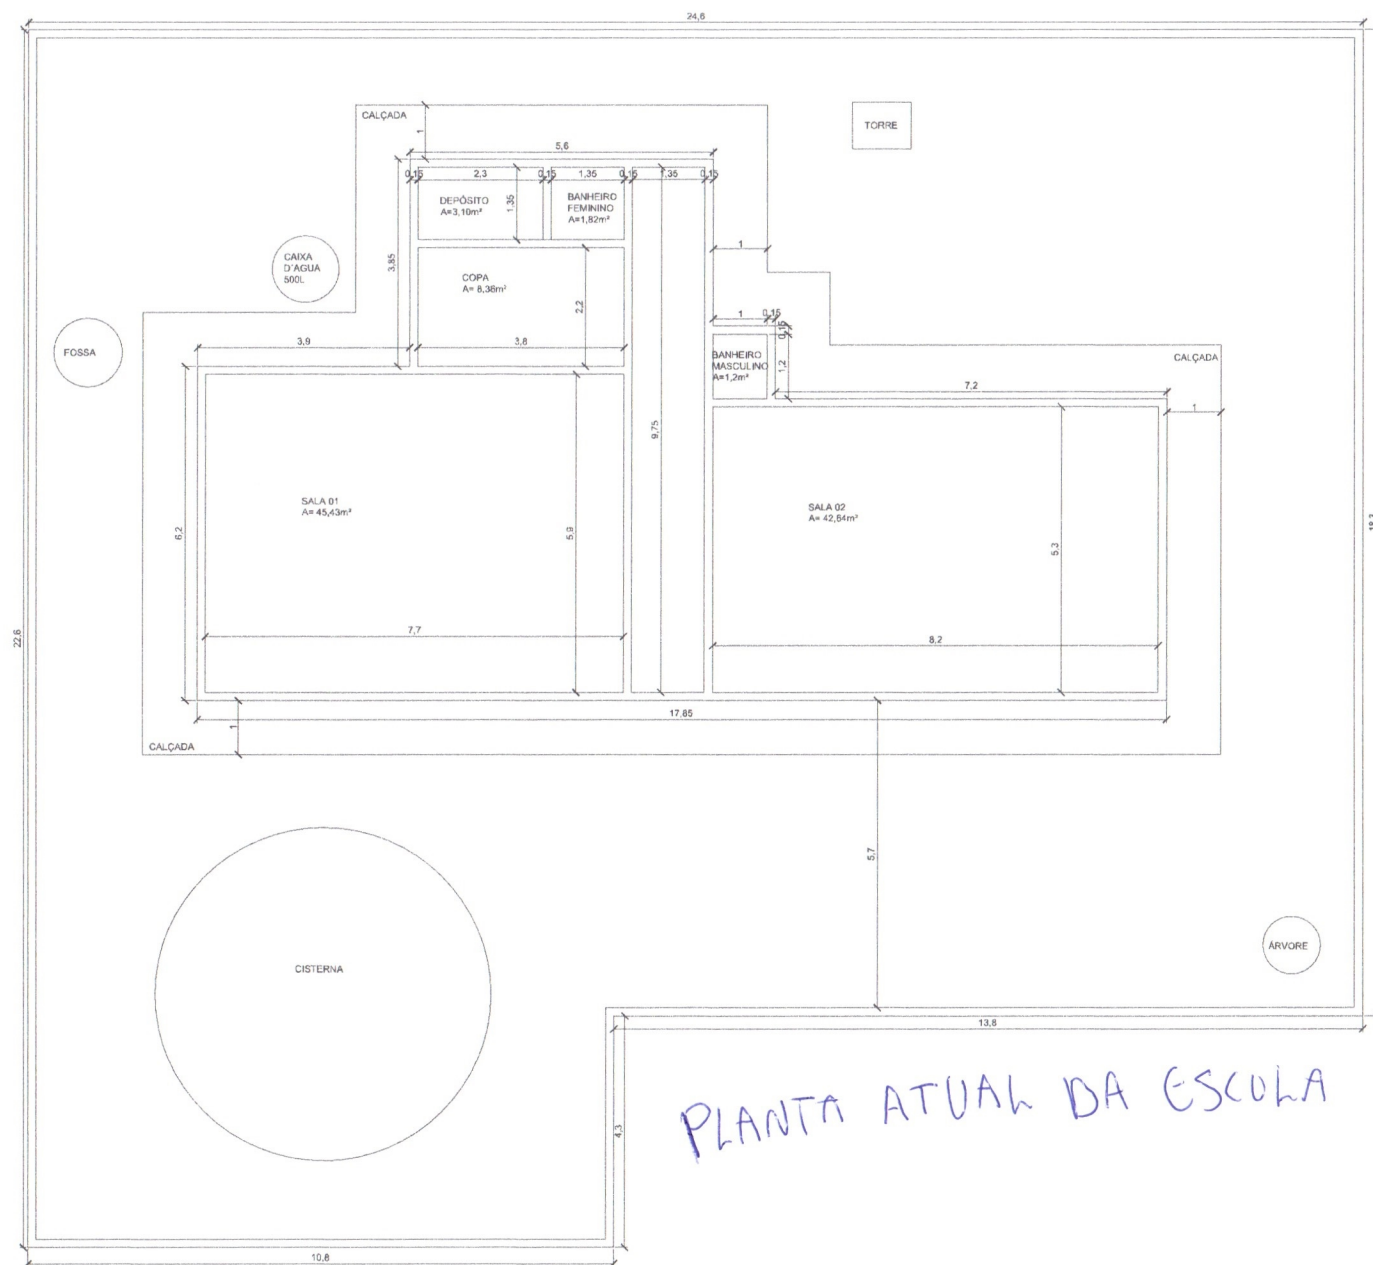 24,6
CALÇADA
1
TORRE
5,6
0,15
2,3
0,15
1,35
0,15
1,35
0,15
DEPÓSITO
A=3,10m²
1,35
BANHEIRO
FEMININO
A=1,82m²
CAIXA
D'AGUA
500L
3,85
COPA
A= 8,36m²
2,2
1
FOSSA
3,9
3,8
1
0,15
0,15
BANHEIRO
MASCULINO
A=1,2m²
1,2
CALÇADA
7,2
1
9,75
SALA 01
A= 45,43m²
6,2
5,9
SALA 02
A= 42,64m²
5,3
18,3
7,7
8,2
22,6
17,85
1
CALÇADA
5,7
CISTERNA
ÁRVORE
13,8
4,3
PLANTA ATUAL DA ESCOLA
10,8